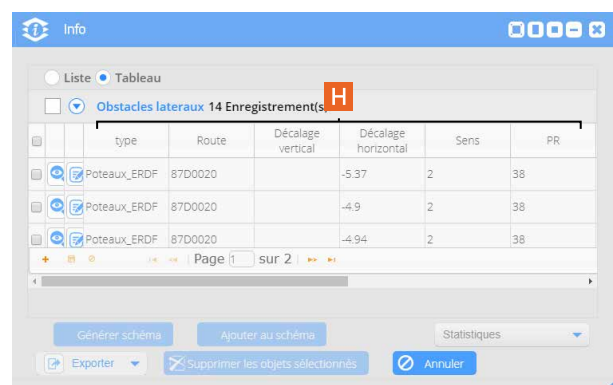 Info
Liste Tableau
Obstacles lateraux 14 Enregistrement(s)
H
type Route Décalage vertical Décalage horizontal Sens PR
Poteaux_ERDF 87D0020 -5.37 2 38
Poteaux_ERDF 87D0020 -4.9 2 38
Poteaux_ERDF 87D0020 -4.94 2 38
Page 1 sur 2
Générer schéma Ajouter au schéma Statistiques
Exporter Supprimer les objets sélectionnés Annuler